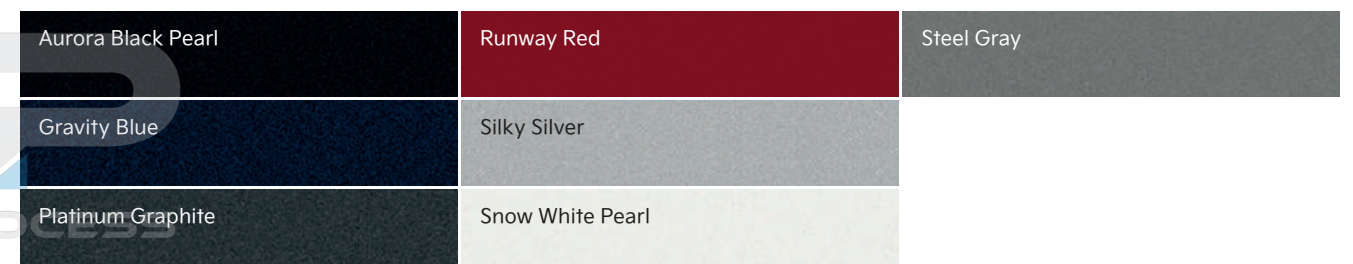 Aurora Black Pearl
Runway Red
Steel Gray
Gravity Blue
Silky Silver
Platinum Graphite
Snow White Pearl